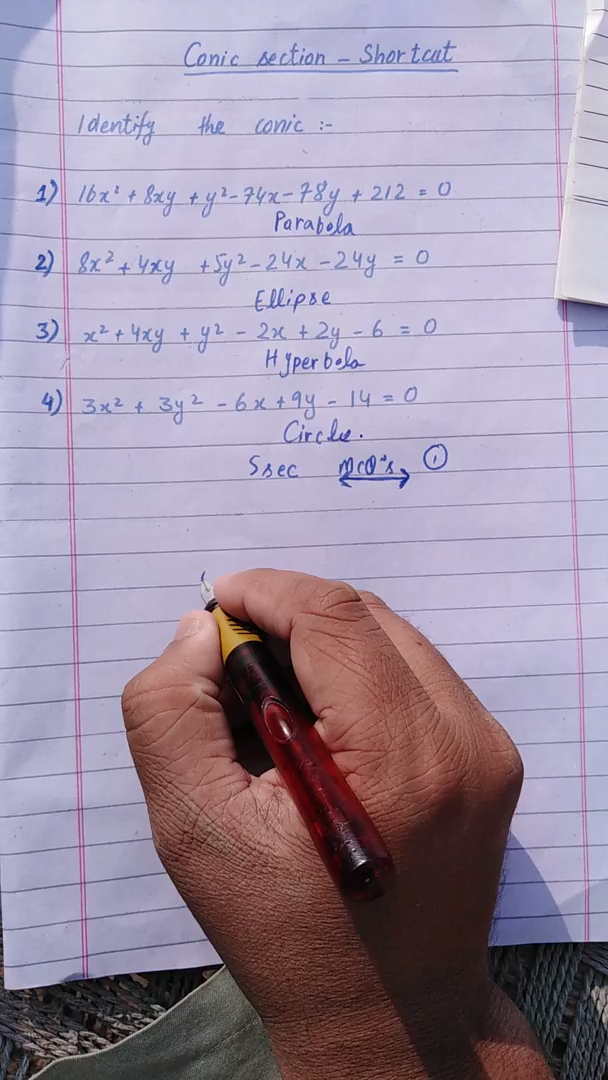 Conic section - Shortcut
Identify the conic :-
1) 16x² + 8xy + y² - 74x - 78y + 212 = 0
Parabola
2) 8x² + 4xy + 5y² - 24x - 24y = 0
Ellipse
3) x² + 4xy + y² - 2x + 2y - 6 = 0
Hyperbola
4) 3x² + 3y² - 6x + 9y - 14 = 0
Circle.
5sec MCQ's ①